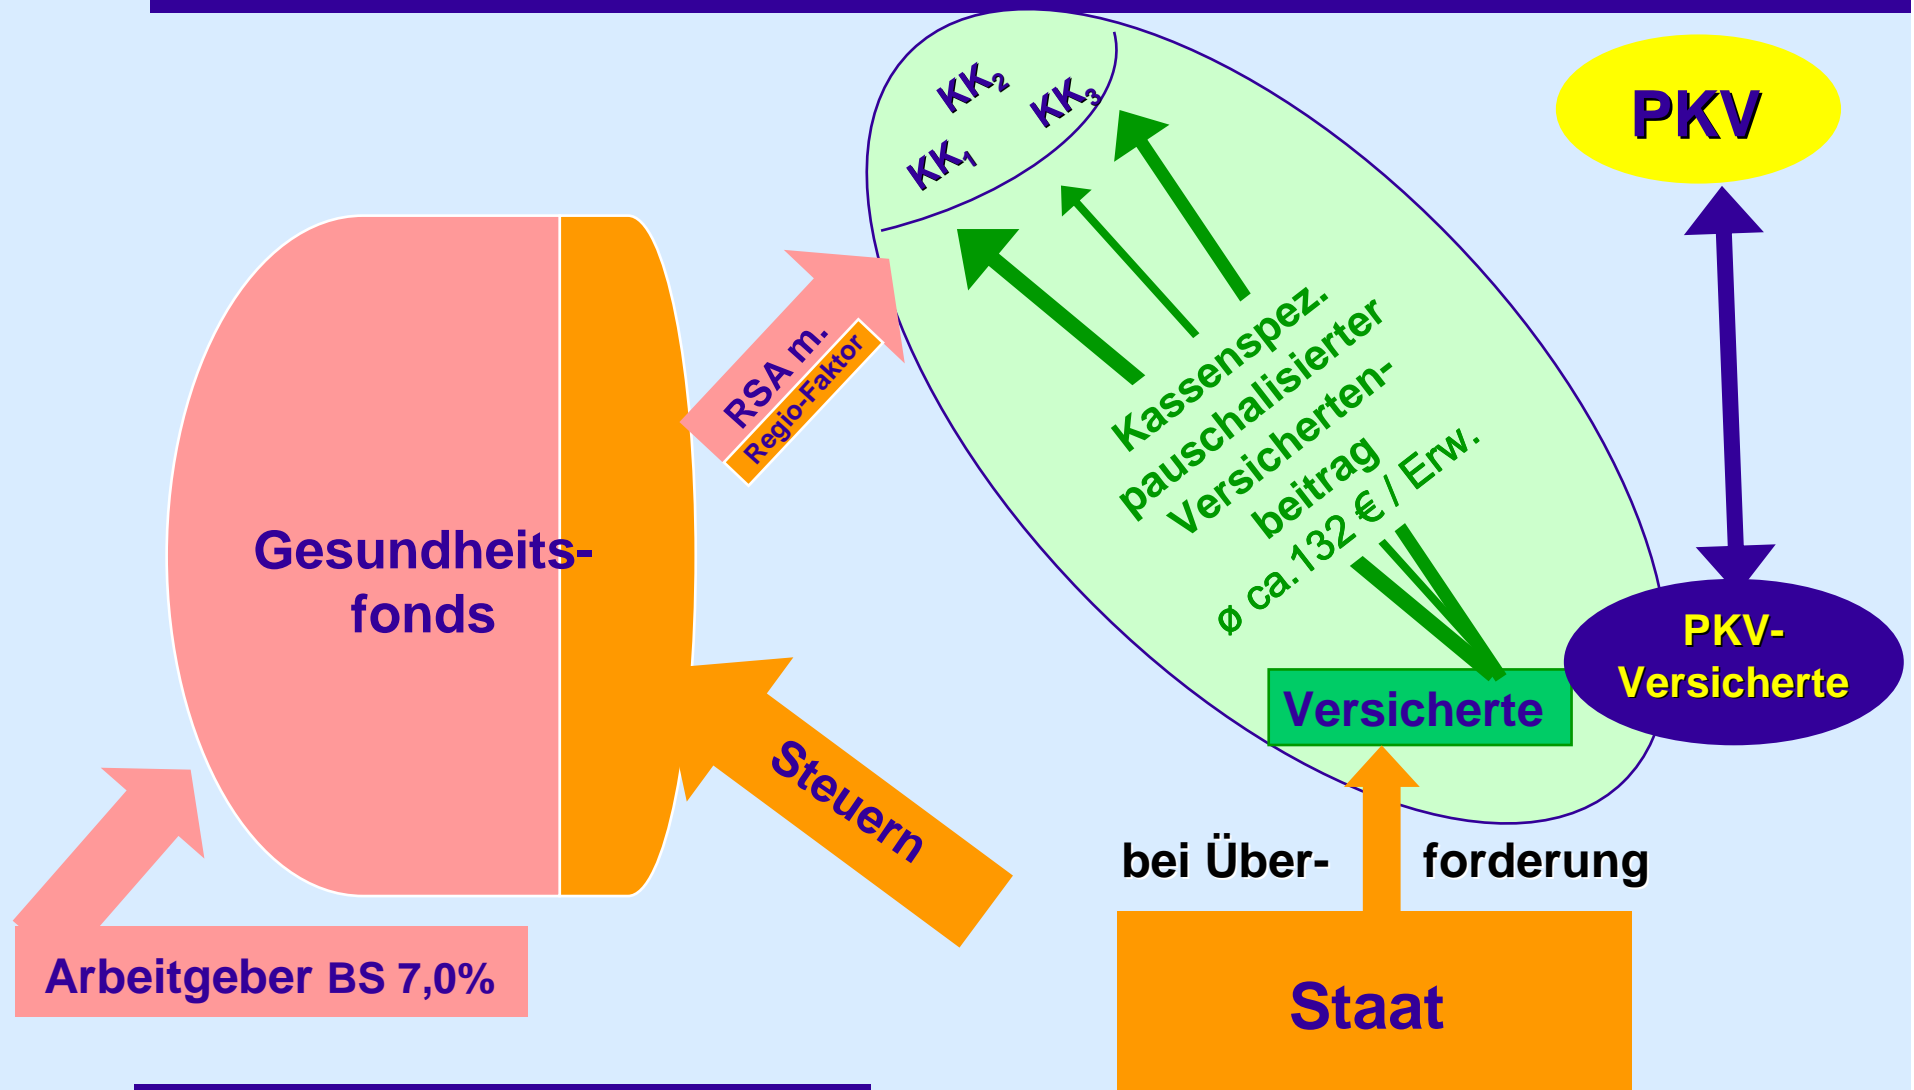 KK₂
KK₃
KK₁
PKV
RSA m.
Regio-Faktor
Kassenspez.
pauschalisierter
Versicherten-
beitrag
ø ca.132 € / Erw.
Gesundheits-
fonds
PKV-
Versicherte
Versicherte
Steuern
bei Über- forderung
Arbeitgeber BS 7,0%
Staat